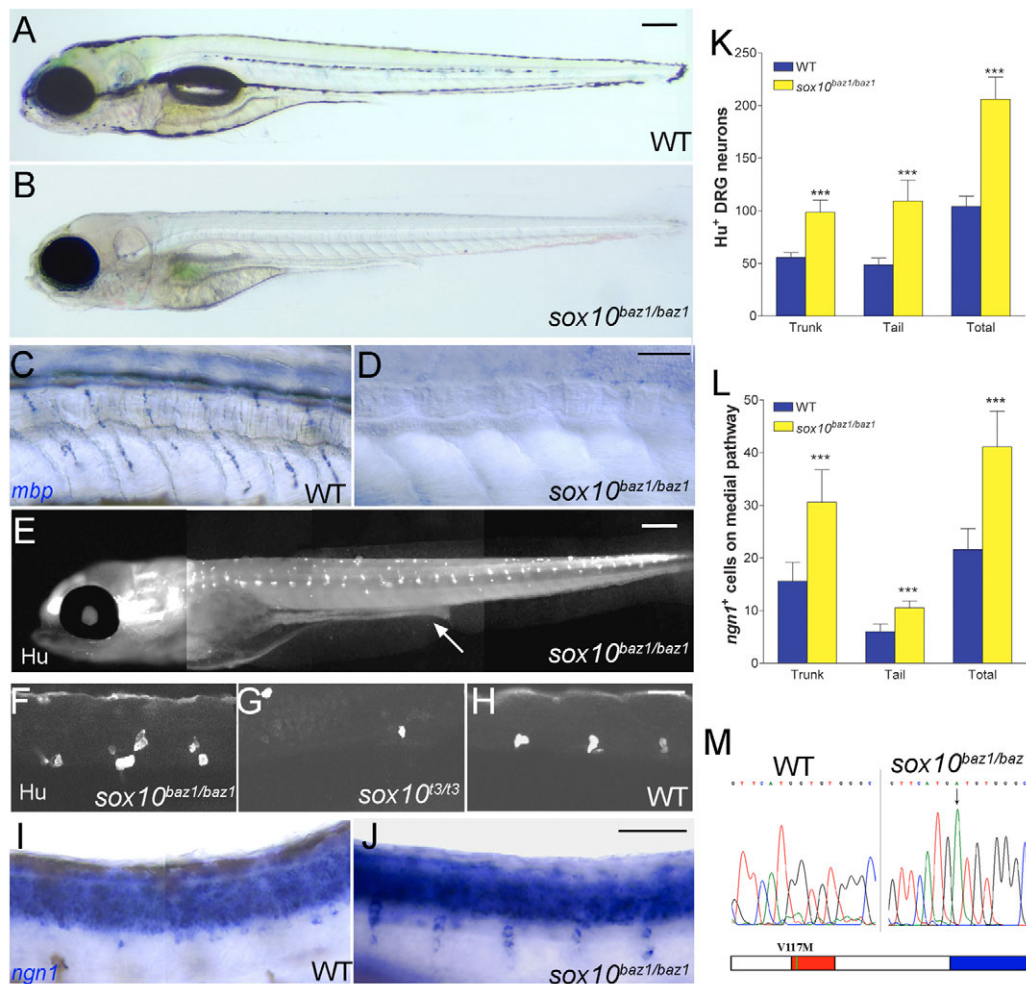 A
WT
B
sox10baz1/baz1
C
mbp
WT
D
sox10baz1/baz1
E
Hu
sox10baz1/baz1
F
Hu
sox10baz1/baz1
G
sox10t3/t3
H
WT
I
ngn1
WT
J
sox10baz1/baz1
K
WT
sox10baz1/baz1
Hu+ DRG neurons
250
200
150
100
50
0
***
***
***
Trunk
Tail
Total
L
WT
sox10baz1/baz1
ngn1+ cells on medial pathway
50
40
30
20
10
0
***
***
***
Trunk
Tail
Total
M
WT
sox10baz1/baz
V117M